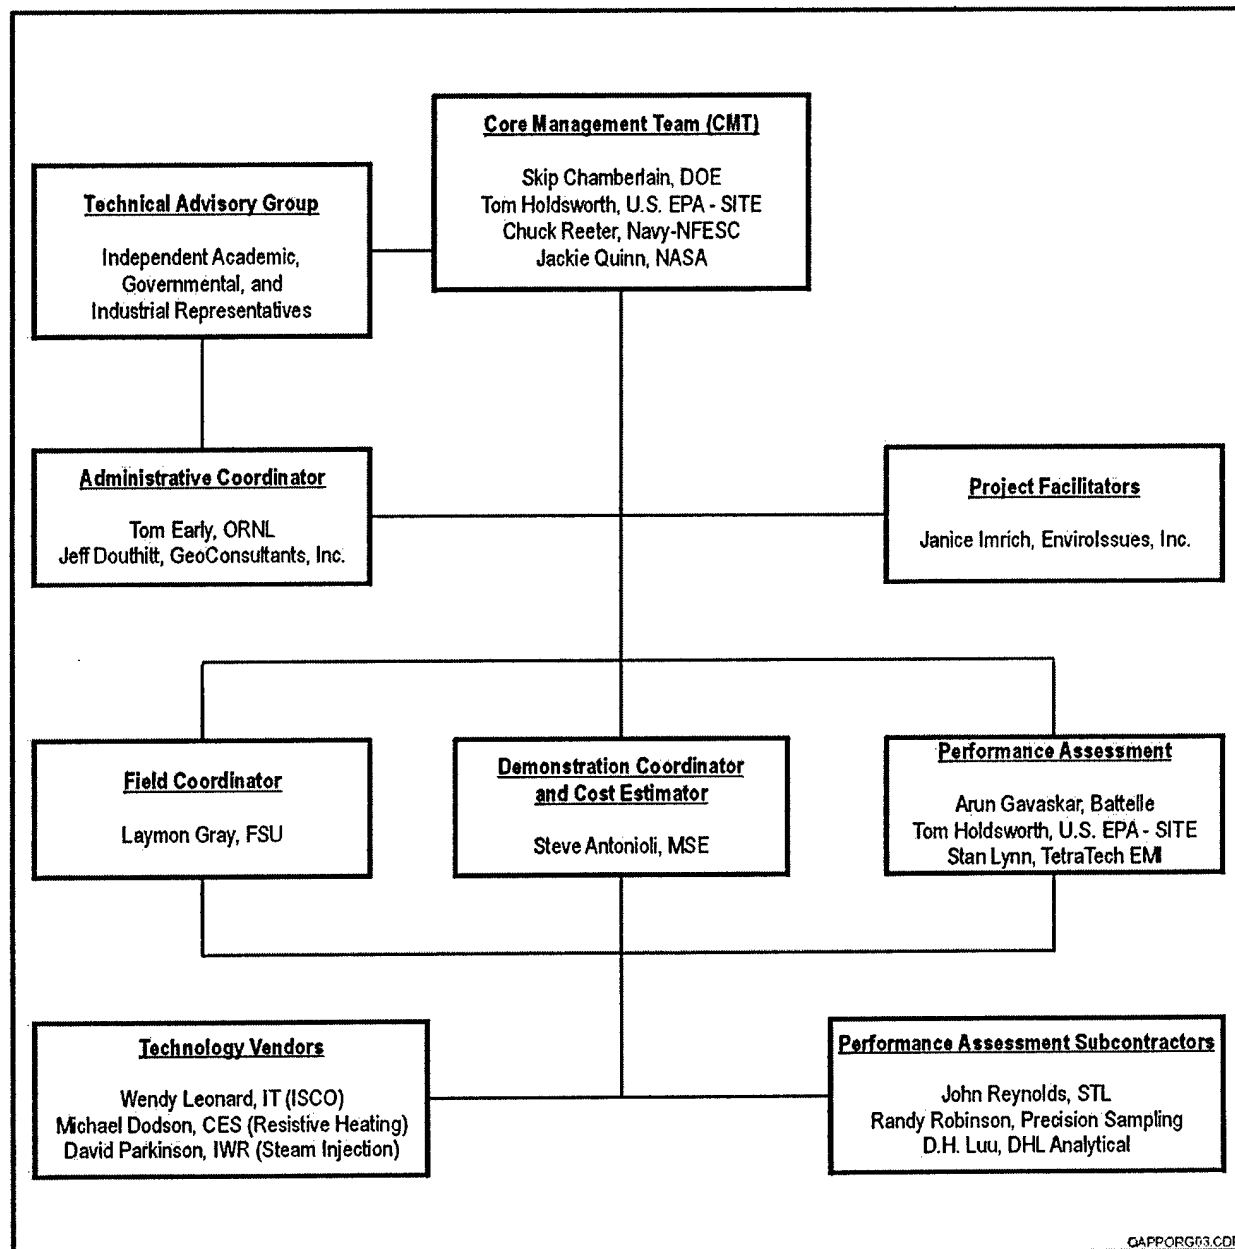 Core Management Team (CMT)
Skip Chamberlain, DOE
Tom Holdsworth, U.S. EPA - SITE
Chuck Reeter, Navy-NFESC
Jackie Quinn, NASA
Technical Advisory Group
Independent Academic,
Governmental, and
Industrial Representatives
Administrative Coordinator
Tom Early, ORNL
Jeff Douthitt, GeoConsultants, Inc.
Project Facilitators
Janice Imrich, EnviroIssues, Inc.
Field Coordinator
Laymon Gray, FSU
Demonstration Coordinator
and Cost Estimator
Steve Antonioli, MSE
Performance Assessment
Arun Gavaskar, Battelle
Tom Holdsworth, U.S. EPA - SITE
Stan Lynn, TetraTech EMI
Technology Vendors
Wendy Leonard, IT (ISCO)
Michael Dodson, CES (Resistive Heating)
David Parkinson, IWR (Steam Injection)
Performance Assessment Subcontractors
John Reynolds, STL
Randy Robinson, Precision Sampling
D.H. Luu, DHL Analytical
QAPPORG03.CDR